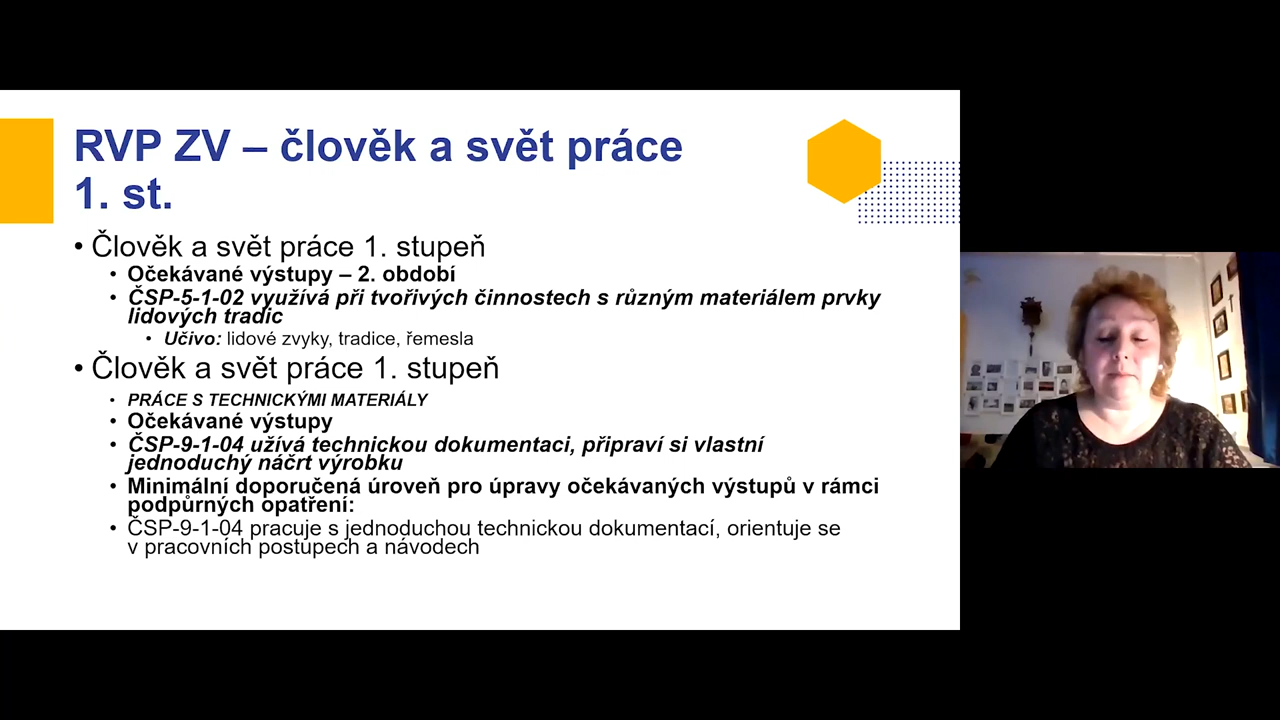 RVP ZV – člověk a svět práce
1. st.
• Člověk a svět práce 1. stupeň
• Očekávané výstupy – 2. období
• ČSP-5-1-02 využívá při tvořivých činnostech s různým materiálem prvky
lidových tradic
• Učivo: lidové zvyky, tradice, řemesla
• Člověk a svět práce 1. stupeň
• PRÁCE S TECHNICKÝMI MATERIÁLY
• Očekávané výstupy
• ČSP-9-1-04 užívá technickou dokumentaci, připraví si vlastní
jednoduchý náčrt výrobku
• Minimální doporučená úroveň pro úpravy očekávaných výstupů v rámci
podpůrných opatření:
• ČSP-9-1-04 pracuje s jednoduchou technickou dokumentací, orientuje se
v pracovních postupech a návodech